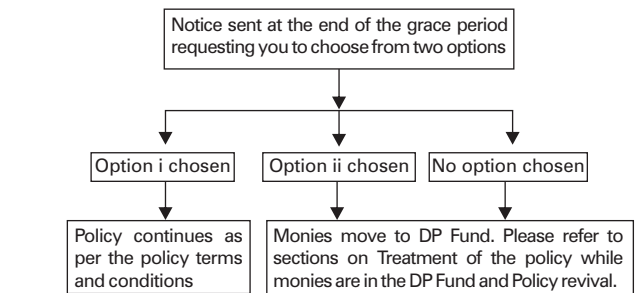 Notice sent at the end of the grace period
requesting you to choose from two options
Option i chosen
Option ii chosen
No option chosen
Policy continues as
per the policy terms
and conditions
Monies move to DP Fund. Please refer to
sections on Treatment of the policy while
monies are in the DP Fund and Policy revival.